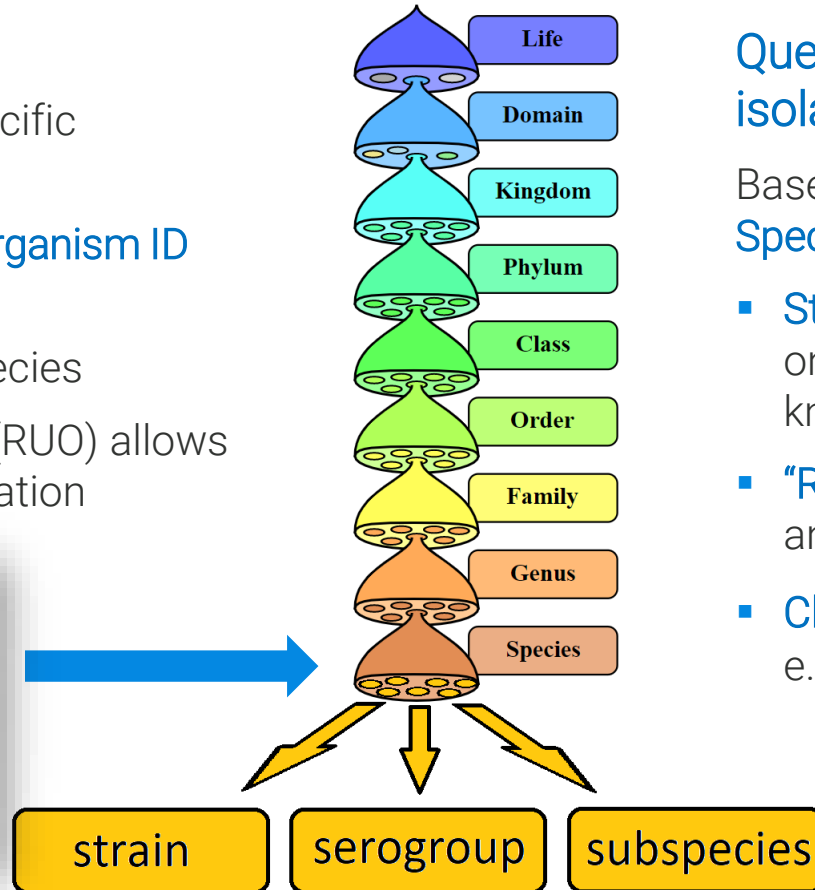 cific
rganism ID
ecies
(RUO) allows
ation
Life
Domain
Kingdom
Phylum
Class
Order
Family
Genus
Species
strain
serogroup
subspecies
Que
isola
Base
Spec
▪ St
or
kn
▪ “R
an
▪ Cl
e.